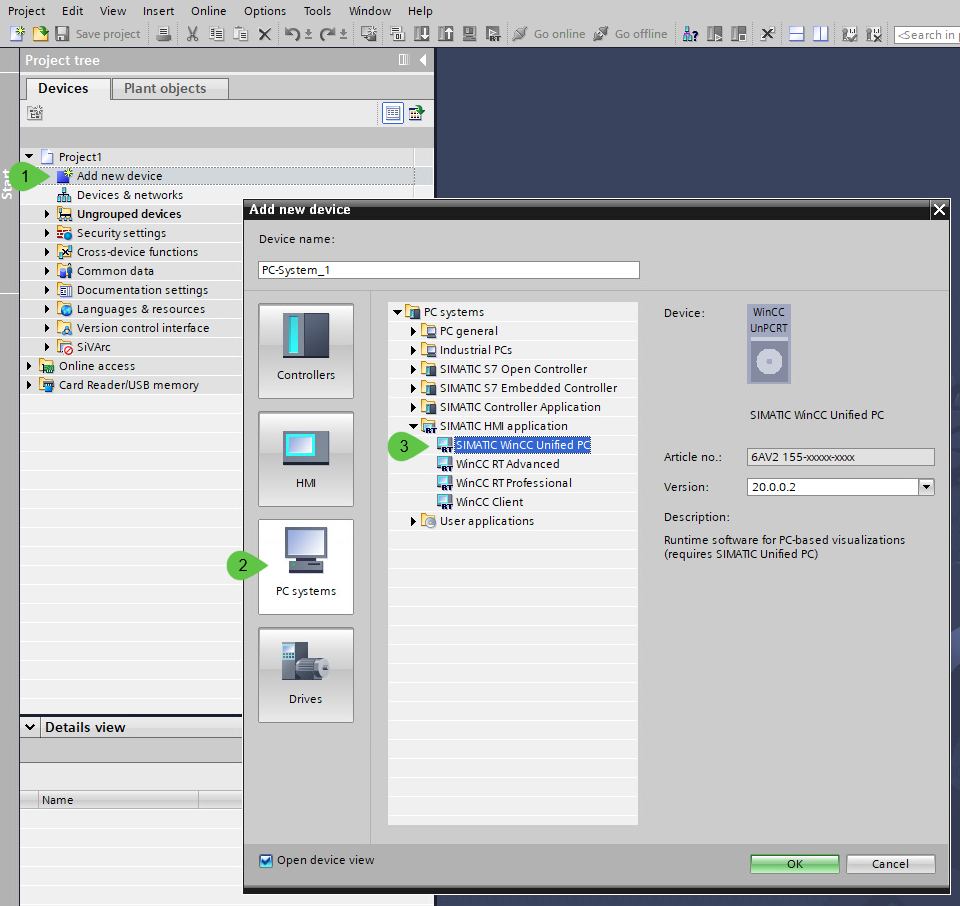 Project Edit View Insert Online Options Tools Window Help
Save project Go online Go offline <Search in p
Project tree
Devices Plant objects
Start
Project1
1 Add new device
Devices & networks
Ungrouped devices
Security settings
Cross-device functions
Common data
Documentation settings
Languages & resources
Version control interface
SiVArc
Online access
Card Reader/USB memory
Details view
Name
Add new device
Device name:
PC-System_1
Controllers
HMI
2
PC systems
Drives
PC systems
PC general
Industrial PCs
SIMATIC S7 Open Controller
SIMATIC S7 Embedded Controller
SIMATIC Controller Application
SIMATIC HMI application
3 SIMATIC WinCC Unified PC
WinCC RT Advanced
WinCC RT Professional
WinCC Client
User applications
Device:
WinCC
UnPCRT
SIMATIC WinCC Unified PC
Article no.: 6AV2 155-xxxxx-xxxx
Version: 20.0.0.2
Description:
Runtime software for PC-based visualizations
(requires SIMATIC Unified PC)
Open device view
OK Cancel